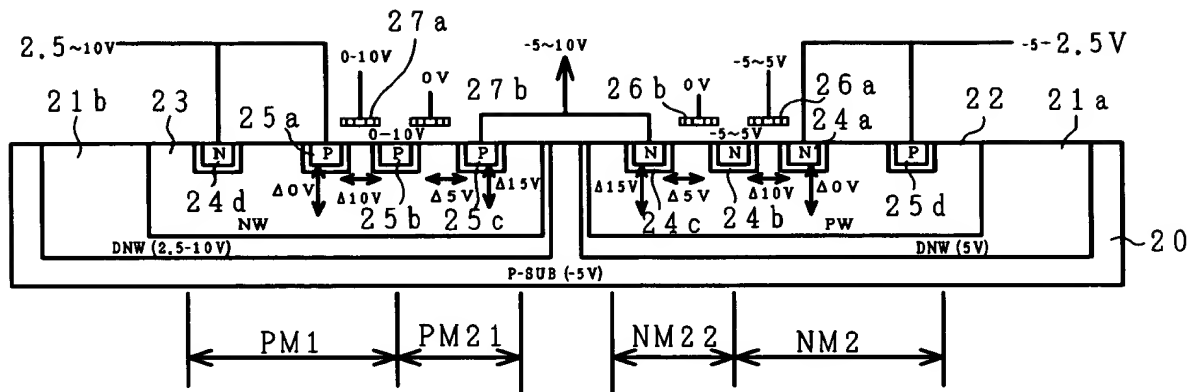 27a
2.5~10V
0-10V
-5~10V
-5~5V
-5-2.5V
21b
23
25a
0V
27b
26b
0V
26a
24a
22
21a
0-10V
-5~5V
N
P
P
P
N
N
N
P
Δ0V
Δ10V
Δ5V
Δ15V
Δ15V
Δ5V
Δ10V
Δ0V
24d
25b
25c
24c
24b
25d
NW
PW
20
DNW (2.5-10V)
DNW (5V)
P-SUB (-5V)
PM1
PM21
NM22
NM2